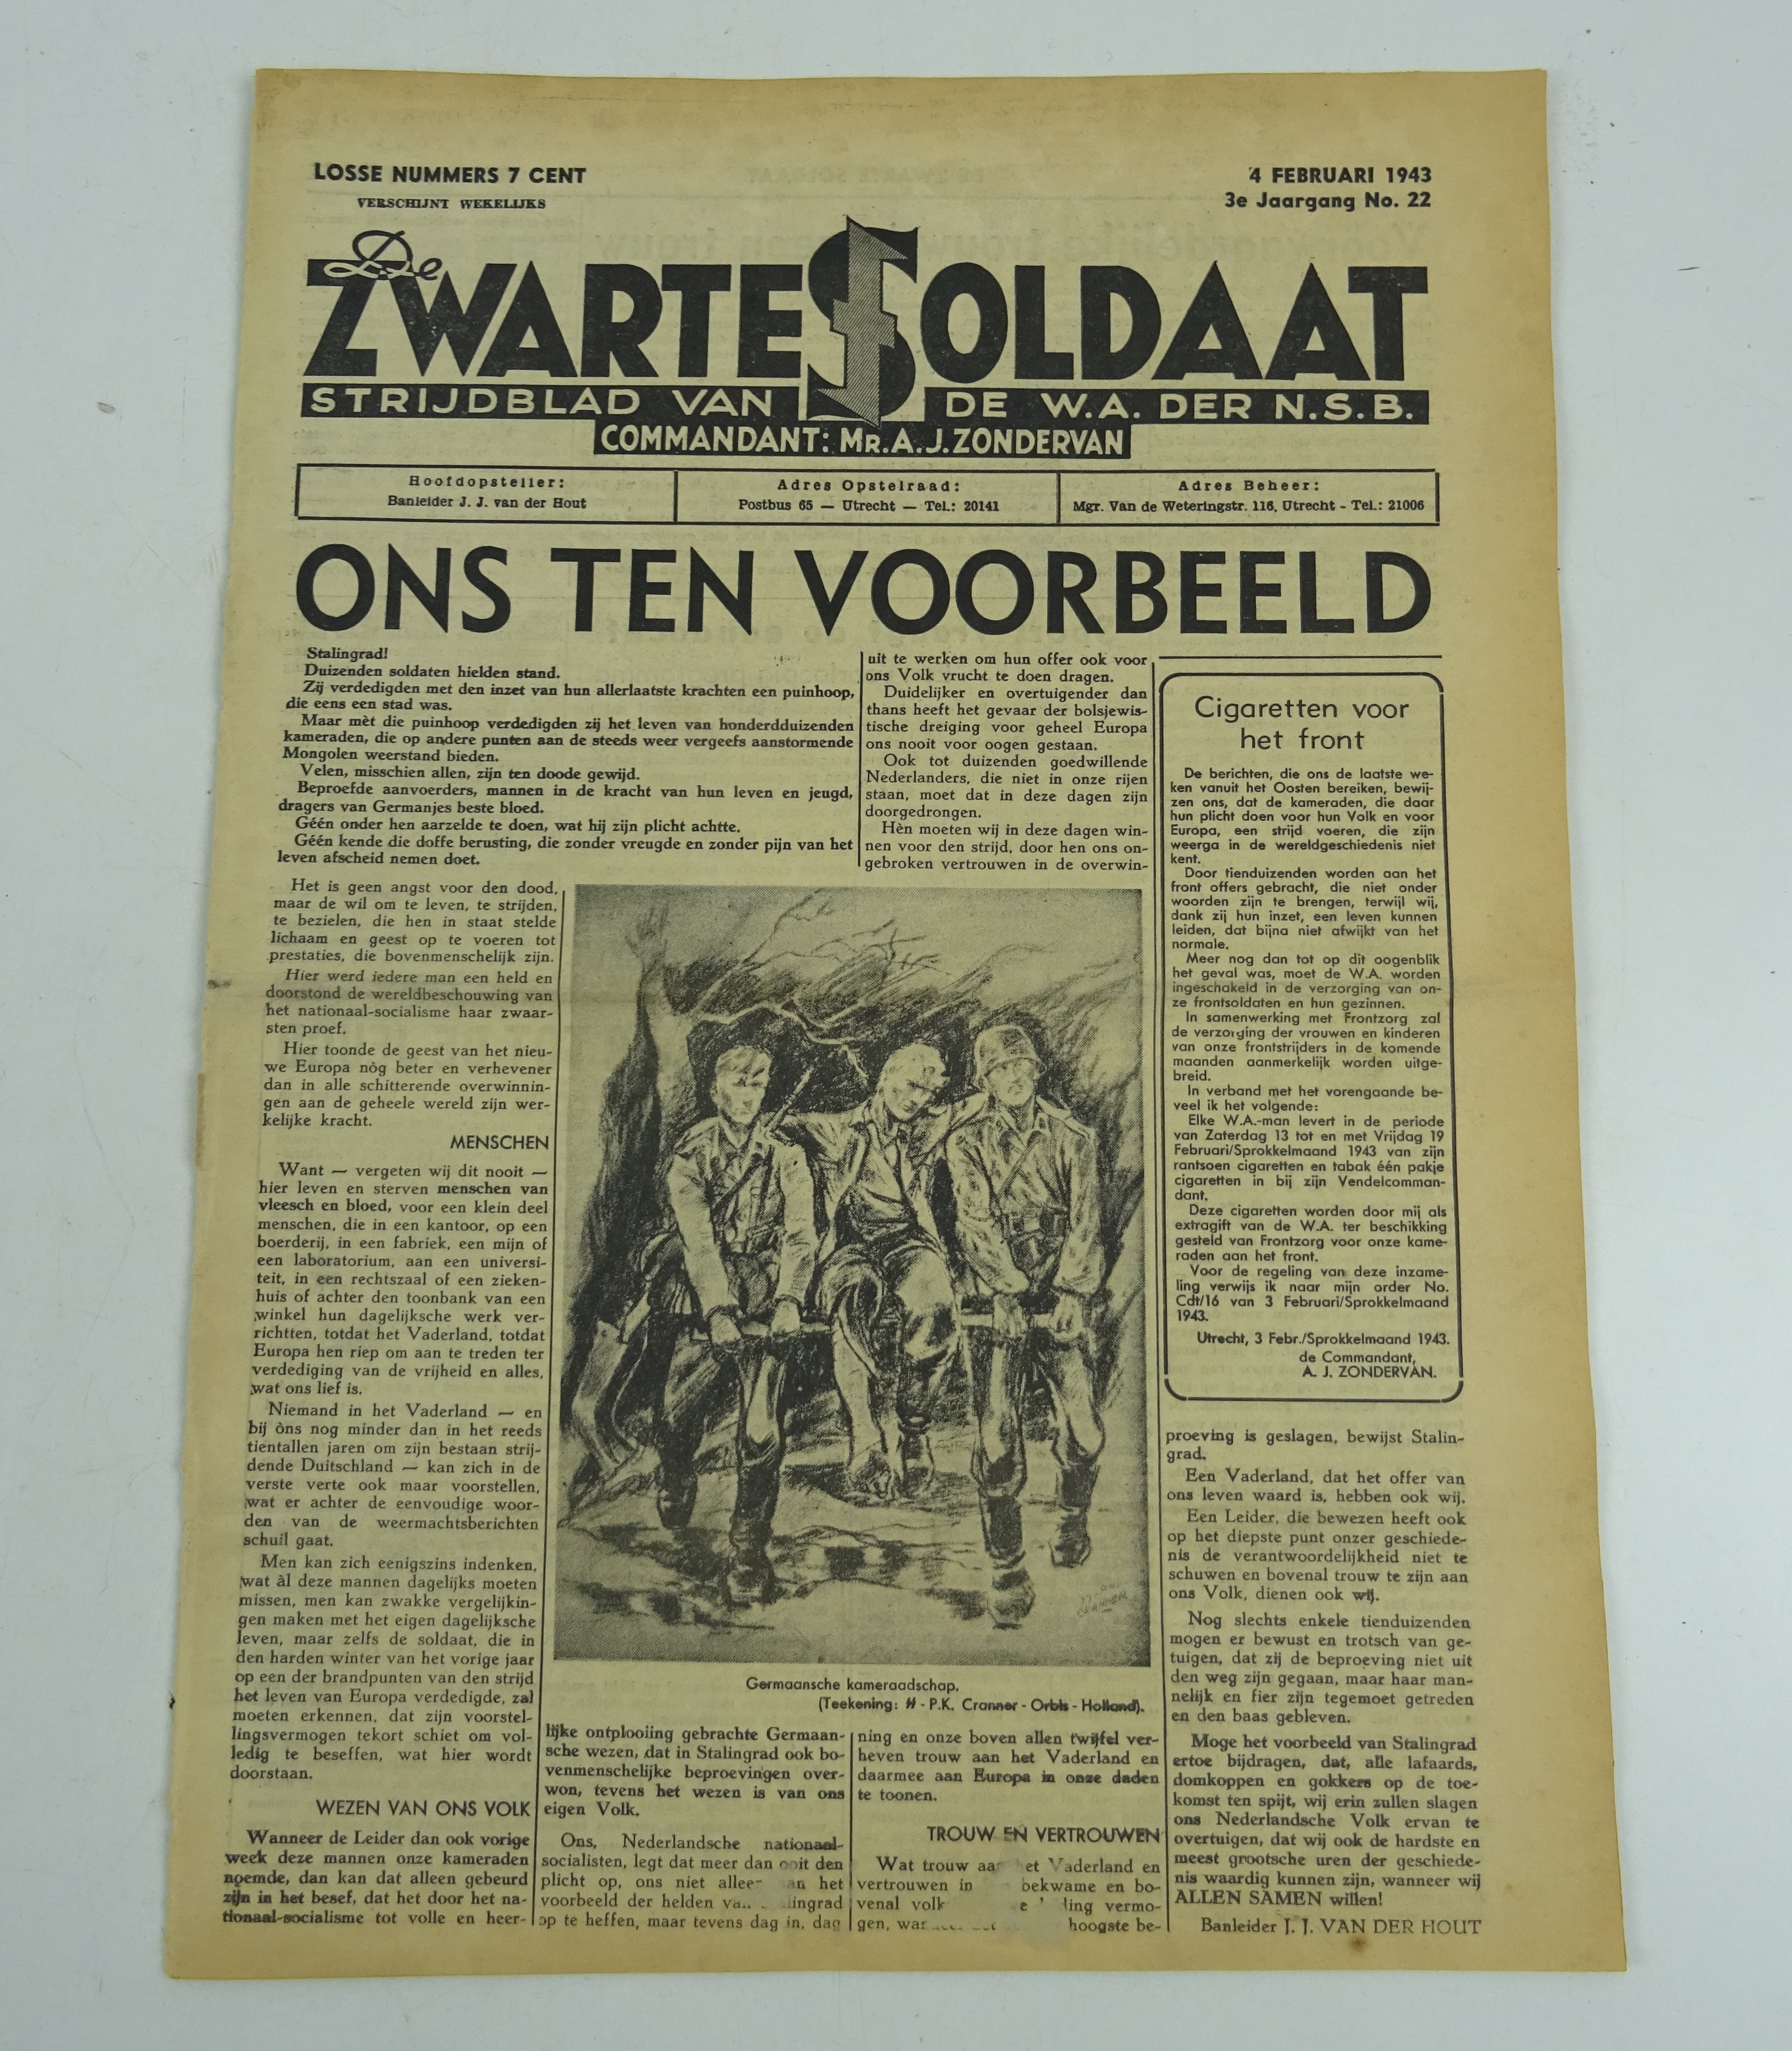 LOSSE NUMMERS 7 CENT
VERSCHIJNT WEKELIJKS
4 FEBRUARI 1943
3e Jaargang No. 22
De ZWARTE SOLDAAT
STRIJDBLAD VAN DE W.A. DER N.S.B.
COMMANDANT: MR. A. J. ZONDERVAN
Hoofdopsteller:
Banleider J. J. van der Hout
Adres Opstelraad:
Postbus 65 — Utrecht — Tel.: 20141
Adres Beheer:
Mgr. Van de Weteringstr. 116, Utrecht - Tel.: 21006
ONS TEN VOORBEELD
Stalingrad!
Duizenden soldaten hielden stand.
Zij verdedigden met den inzet van hun allerlaatste krachten een puinhoop,
die eens een stad was.
Maar mèt die puinhoop verdedigden zij het leven van honderdduizenden
kameraden, die op andere punten aan de steeds weer vergeefs aanstormende
Mongolen weerstand bieden.
Velen, misschien allen, zijn ten doode gewijd.
Beproefde aanvoerders, mannen in de kracht van hun leven en jeugd,
dragers van Germanjes beste bloed.
Géén onder hen aarzelde te doen, wat hij zijn plicht achtte.
Géén kende die doffe berusting, die zonder vreugde en zonder pijn van het
leven afscheid nemen doet.
Het is geen angst voor den dood,
maar de wil om te leven, te strijden,
te bezielen, die hen in staat stelde
lichaam en geest op te voeren tot
prestaties, die bovenmenschelijk zijn.
Hier werd iedere man een held en
doorstond de wereldbeschouwing van
het nationaal-socialisme haar zwaar-
sten proef.
Hier toonde de geest van het nieu-
we Europa nòg beter en verhevener
dan in alle schitterende overwinnin-
gen aan de geheele wereld zijn wer-
kelijke kracht.
MENSCHEN
Want — vergeten wij dit nooit —
hier leven en sterven menschen van
vleesch en bloed, voor een klein deel
menschen, die in een kantoor, op een
boerderij, in een fabriek, een mijn of
een laboratorium, aan een universi-
teit, in een rechtszaal of een zieken-
huis of achter den toonbank van een
winkel hun dagelijksche werk ver-
richtten, totdat het Vaderland, totdat
Europa hen riep om aan te treden ter
verdediging van de vrijheid en alles,
wat ons lief is.
Niemand in het Vaderland — en
bij òns nog minder dan in het reeds
tientallen jaren om zijn bestaan strij-
dende Duitschland — kan zich in de
verste verte ook maar voorstellen,
wat er achter de eenvoudige woor-
den van de weermachtsberichten
schuil gaat.
Men kan zich eenigszins indenken,
wat àl deze mannen dagelijks moeten
missen, men kan zwakke vergelijkin-
gen maken met het eigen dagelijksche
leven, maar zelfs de soldaat, die in
den harden winter van het vorige jaar
op een der brandpunten van den strijd
het leven van Europa verdedigde, zal
moeten erkennen, dat zijn voorstel-
lingsvermogen tekort schiet om vol-
ledig te beseffen, wat hier wordt
doorstaan.
WEZEN VAN ONS VOLK
Wanneer de Leider dan ook vorige
week deze mannen onze kameraden
noemde, dan kan dat alleen gebeurd
zijn in het besef, dat het door het na-
tionaal-socialisme tot volle en heer-
CRANNER
Germaansche kameraadschap.
(Teekening: SS - P.K. Cranner - Orbis - Holland).
lijke ontplooiing gebrachte Germaan-
sche wezen, dat in Stalingrad ook bo-
venmenschelijke beproevingen over-
won, tevens het wezen is van ons
eigen Volk.
Ons, Nederlandsche nationaal-
socialisten, legt dat meer dan ooit den
plicht op, ons niet alleen an het
voorbeeld der helden va lingrad
op te heffen, maar tevens dag in, dag
uit te werken om hun offer ook voor
ons Volk vrucht te doen dragen.
Duidelijker en overtuigender dan
thans heeft het gevaar der bolsjewis-
tische dreiging voor geheel Europa
ons nooit voor oogen gestaan.
Ook tot duizenden goedwillende
Nederlanders, die niet in onze rijen
staan, moet dat in deze dagen zijn
doorgedrongen.
Hèn moeten wij in deze dagen win-
nen voor den strijd, door hen ons on-
gebroken vertrouwen in de overwin-
ning en onze boven allen twijfel ver-
heven trouw aan het Vaderland en
daarmee aan Europa in onze daden
te toonen.
TROUW EN VERTROUWEN
Wat trouw aan et Vaderland en
vertrouwen in bekwame en bo-
venal volk e ling vermo-
gen, war hoogste be-
Cigaretten voor
het front
De berichten, die ons de laatste we-
ken vanuit het Oosten bereiken, bewij-
zen ons, dat de kameraden, die daar
hun plicht doen voor hun Volk en voor
Europa, een strijd voeren, die zijn
weerga in de wereldgeschiedenis niet
kent.
Door tienduizenden worden aan het
front offers gebracht, die niet onder
woorden zijn te brengen, terwijl wij,
dank zij hun inzet, een leven kunnen
leiden, dat bijna niet afwijkt van het
normale.
Meer nog dan tot op dit oogenblik
het geval was, moet de W.A. worden
ingeschakeld in de verzorging van on-
ze frontsoldaten en hun gezinnen.
In samenwerking met Frontzorg zal
de verzorging der vrouwen en kinderen
van onze frontstrijders in de komende
maanden aanmerkelijk worden uitge-
breid.
In verband met het vorengaande be-
veel ik het volgende:
Elke W.A.-man levert in de periode
van Zaterdag 13 tot en met Vrijdag 19
Februari/Sprokkelmaand 1943 van zijn
rantsoen cigaretten en tabak één pakje
cigaretten in bij zijn Vendelcomman-
dant.
Deze cigaretten worden door mij als
extragift van de W.A. ter beschikking
gesteld van Frontzorg voor onze kame-
raden aan het front.
Voor de regeling van deze inzame-
ling verwijs ik naar mijn order No.
Cdt/16 van 3 Februari/Sprokkelmaand
1943.
Utrecht, 3 Febr./Sprokkelmaand 1943.
de Commandant,
A. J. ZONDERVAN.
proeving is geslagen, bewijst Stalin-
grad.
Een Vaderland, dat het offer van
ons leven waard is, hebben ook wij.
Een Leider, die bewezen heeft ook
op het diepste punt onzer geschiede-
nis de verantwoordelijkheid niet te
schuwen en bovenal trouw te zijn aan
ons Volk, dienen ook wij.
Nog slechts enkele tienduizenden
mogen er bewust en trotsch van ge-
tuigen, dat zij de beproeving niet uit
den weg zijn gegaan, maar haar man-
nelijk en fier zijn tegemoet getreden
en den baas gebleven.
Moge het voorbeeld van Stalingrad
ertoe bijdragen, dat, alle lafaards,
domkoppen en gokkers op de toe-
komst ten spijt, wij erin zullen slagen
ons Nederlandsche Volk ervan te
overtuigen, dat wij ook de hardste en
meest grootsche uren der geschiede-
nis waardig kunnen zijn, wanneer wij
ALLEN SAMEN willen!
Banleider J. J. VAN DER HOUT